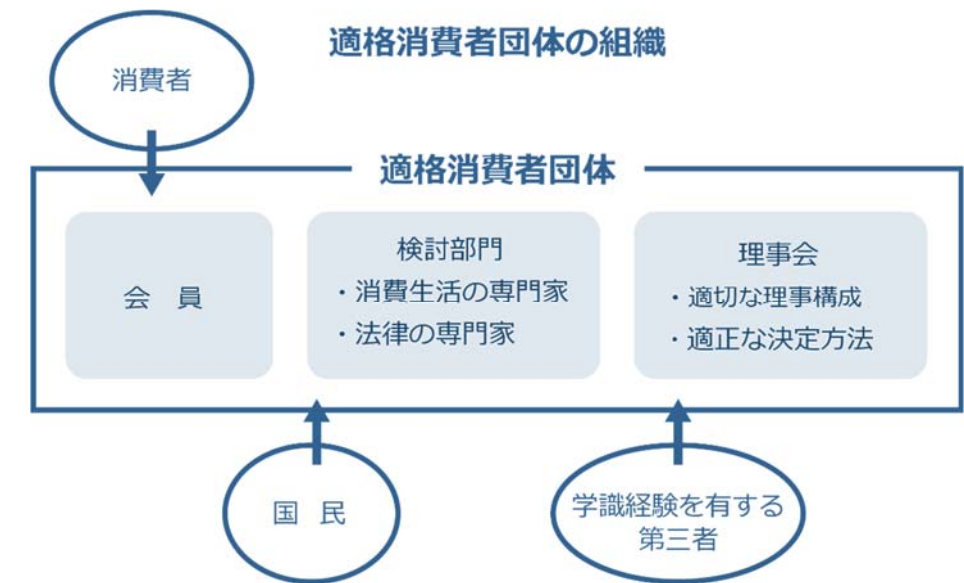 適格消費者団体の組織
消費者
適格消費者団体
会 員
検討部門
・消費生活の専門家
・法律の専門家
理事会
・適切な理事構成
・適正な決定方法
国 民
学識経験を有する
第三者